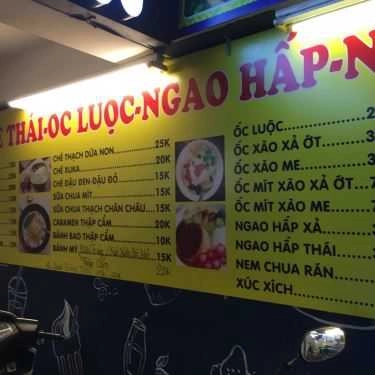 THÁI-ỐC LUỘC-NGAO HẤP-N
CHÈ THẠCH DỪA NON 25K
CHÈ KUKA 20K
CHÈ ĐẬU ĐEN-ĐẬU ĐỎ 15K
SỮA CHUA MÍT 15K
SỮA CHUA THẠCH CHÂN CHÂU 15K
CARAMEN THẬP CẨM 20K
BÁNH BAO THẬP CẨM 10K
BÁNH MỲ 15K
20K
ỐC LUỘC
ỐC XÀO XẢ ỚT
ỐC XÀO ME
ỐC MÍT XÀO XẢ ỚT
ỐC MÍT XÀO ME
NGAO HẤP XẢ
NGAO HẤP THÁI
NEM CHUA RÁN
XÚC XÍCH